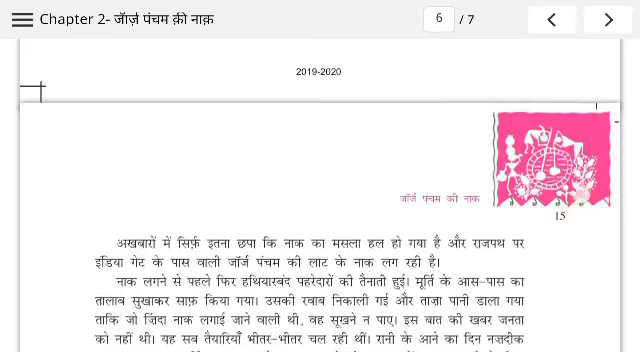 Chapter 2- जॅार्ज़ पंचम क़ी नाक़
6 / 7
2019-2020
जॉर्ज पंचम की नाक
15
अखबारों में सिर्फ़ इतना छपा कि नाक का मसला हल हो गया है और राजपथ पर
इंडिया गेट के पास वाली जॉर्ज पंचम की लाट के नाक लग रही है।
नाक लगने से पहले फिर हथियारबंद पहरेदारों की तैनाती हुई। मूर्ति के आस-पास का
तालाब सुखाकर साफ़ किया गया। उसकी रवाब निकाली गई और ताज़ा पानी डाला गया
ताकि जो ज़िंदा नाक लगाई जाने वाली थी, वह सूखने न पाए। इस बात की खबर जनता
को नहीं थी। यह सब तैयारियाँ भीतर-भीतर चल रही थीं। रानी के आने का दिन नज़दीक